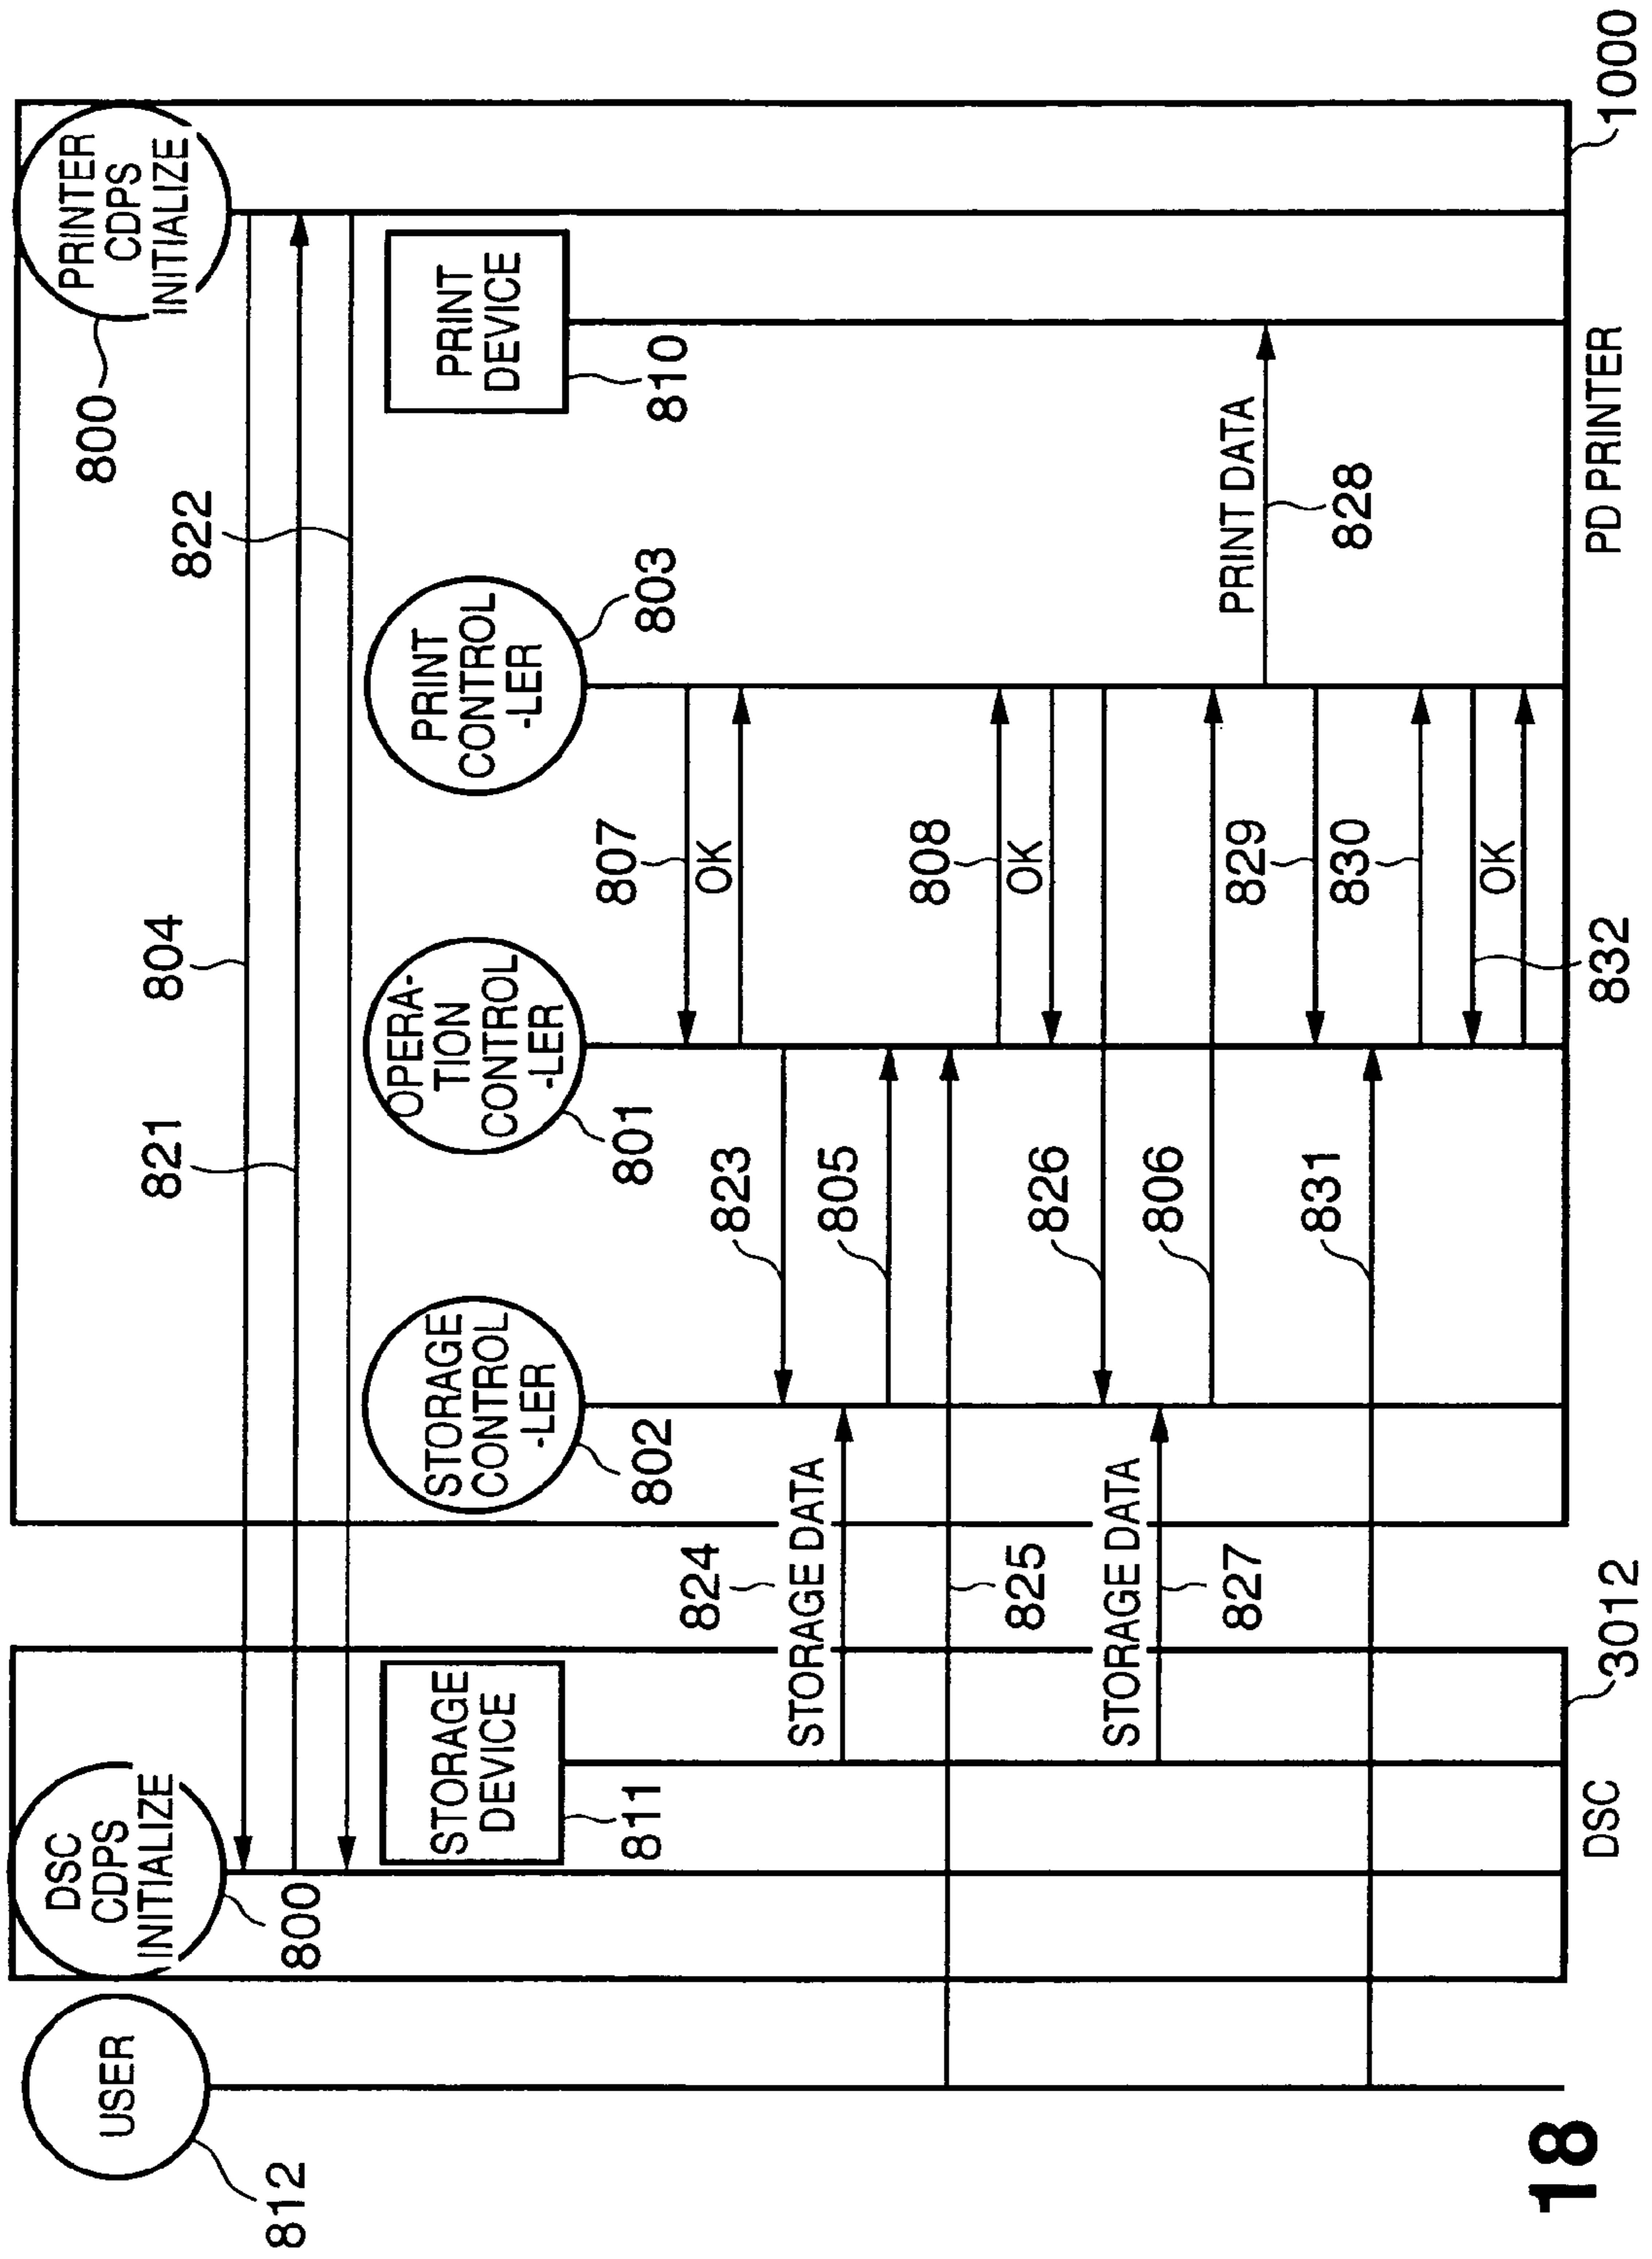 USER
812
DSC
CDPS
INITIALIZE
800
PRINTER
CDPS
INITIALIZE
800
804
821
822
STORAGE
DEVICE
811
STORAGE
CONTROL
-LER
802
OPERA-
TION
CONTROL
-LER
801
PRINT
CONTROL
-LER
803
PRINT
DEVICE
810
807
OK
823
824
STORAGE DATA
805
825
808
OK
826
827
STORAGE DATA
806
PRINT DATA
828
829
831
830
832
OK
DSC
3012
PD PRINTER
1000
18